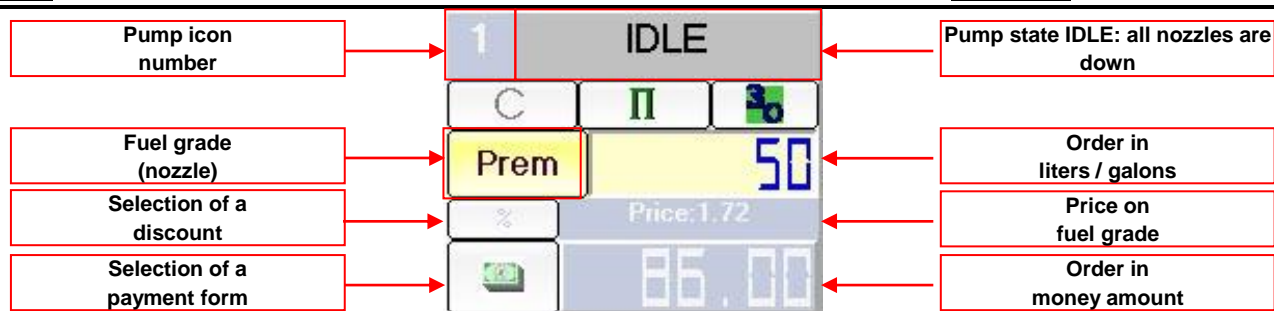 Pump icon
number
1
IDLE
Pump state IDLE: all nozzles are
down
C
П
30
Fuel grade
(nozzle)
Prem
50
Order in
liters / galons
Selection of a
discount
%
Price:1.72
Price on
fuel grade
Selection of a
payment form
86.00
Order in
money amount